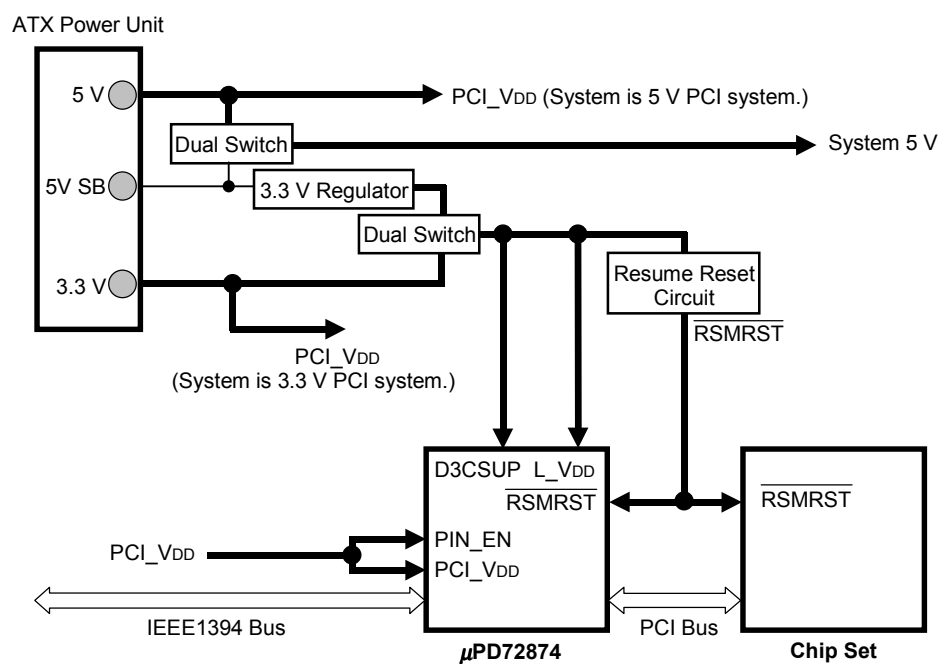 ATX Power Unit
5 V
PCI_VDD (System is 5 V PCI system.)
Dual Switch
System 5 V
5V SB
3.3 V Regulator
Dual Switch
3.3 V
Resume Reset
Circuit
RSMRST
PCI_VDD
(System is 3.3 V PCI system.)
D3CSUP L_VDD
RSMRST
RSMRST
PCI_VDD
PIN_EN
PCI_VDD
IEEE1394 Bus
PCI Bus
µPD72874
Chip Set